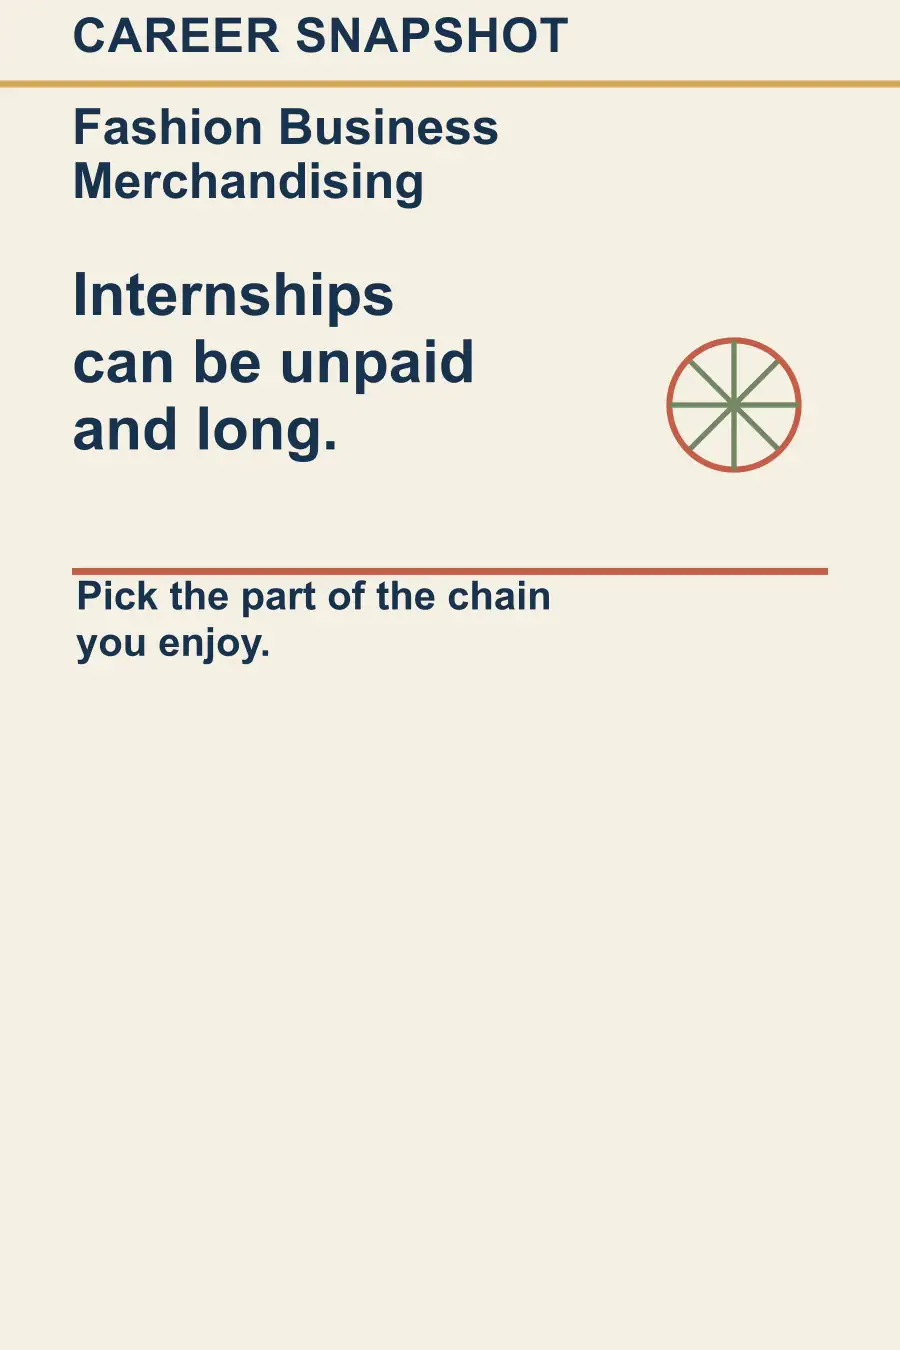 CAREER SNAPSHOT
Fashion Business
Merchandising
Internships
can be unpaid
and long.
Pick the part of the chain
you enjoy.